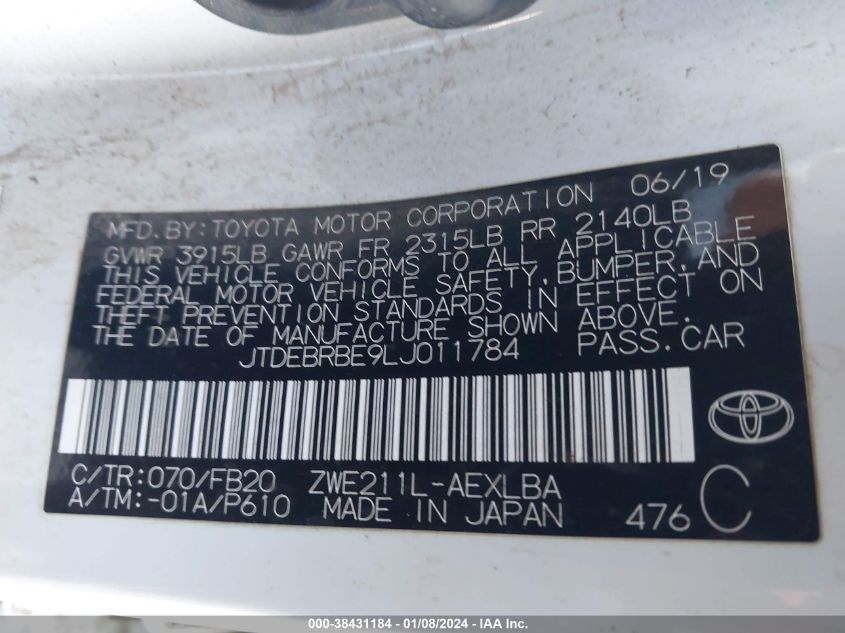 MFD.BY:TOYOTA MOTOR CORPORATION 06/19
GVWR 3915LB GAWR FR 2315LB RR 2140LB
THIS VEHICLE CONFORMS TO ALL APPLICABLE
FEDERAL MOTOR VEHICLE SAFETY,BUMPER,AND
THEFT PREVENTION STANDARDS IN EFFECT ON
THE DATE OF MANUFACTURE SHOWN ABOVE.
JTDEBRBE9LJ011784 PASS.CAR
C/TR:070/FB20 ZWE211L-AEXLBA
A/TM:-01A/P610 MADE IN JAPAN 476 C
000-38431184 - 01/08/2024 - IAAI.COM